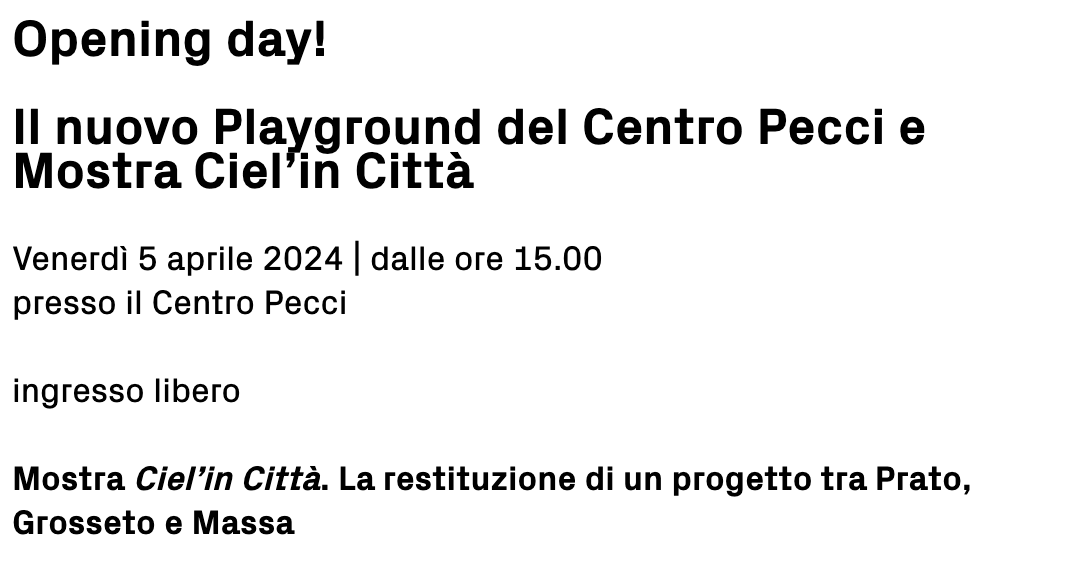 Opening day!
Il nuovo Playground del Centro Pecci e
Mostra Ciel’in Città
Venerdì 5 aprile 2024 | dalle ore 15.00
presso il Centro Pecci
ingresso libero
Mostra Ciel’in Città. La restituzione di un progetto tra Prato,
Grosseto e Massa